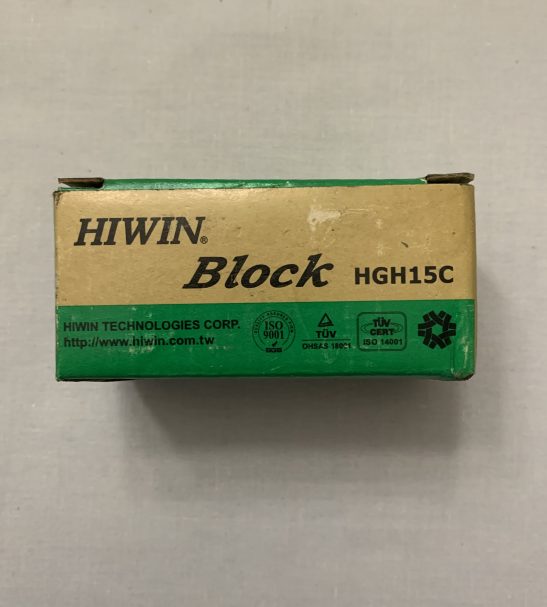 HIWIN®
Block HGH15C
HIWIN TECHNOLOGIES CORP.
http://www.hiwin.com.tw
ISO
9001
TÜV
OHSAS 18001
TÜV
CERT
ISO 14001